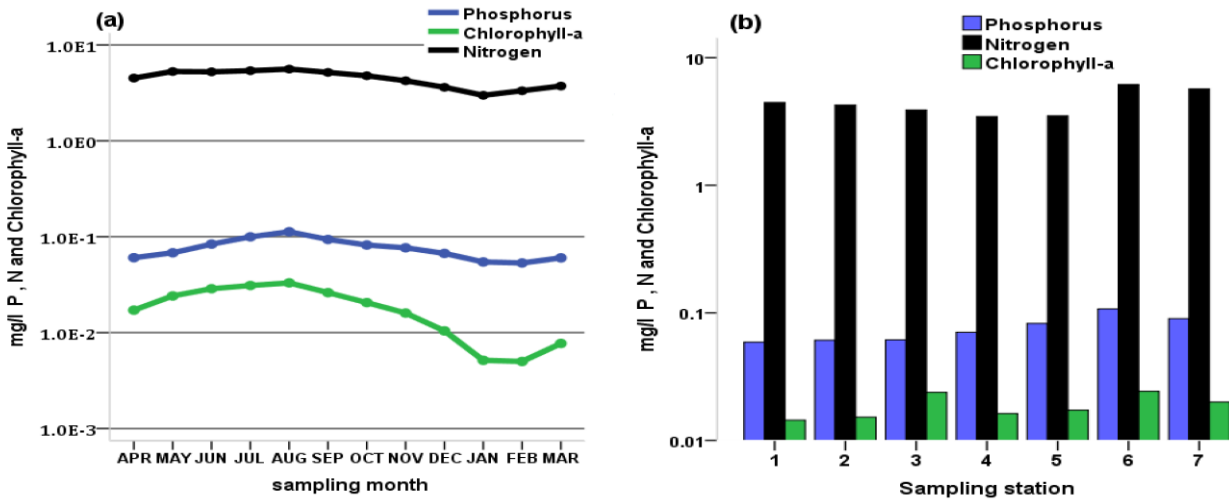 (a)
Phosphorus
Chlorophyll-a
Nitrogen
1.0E1
1.0E0
1.0E-1
1.0E-2
1.0E-3
mg/l P , N and Chlorophyll-a
APR MAY JUN JUL AUG SEP OCT NOV DEC JAN FEB MAR
sampling month
(b)
Phosphorus
Nitrogen
Chlorophyll-a
10
1
0.1
0.01
mg/l P , N and Chlorophyll-a
1 2 3 4 5 6 7
Sampling station